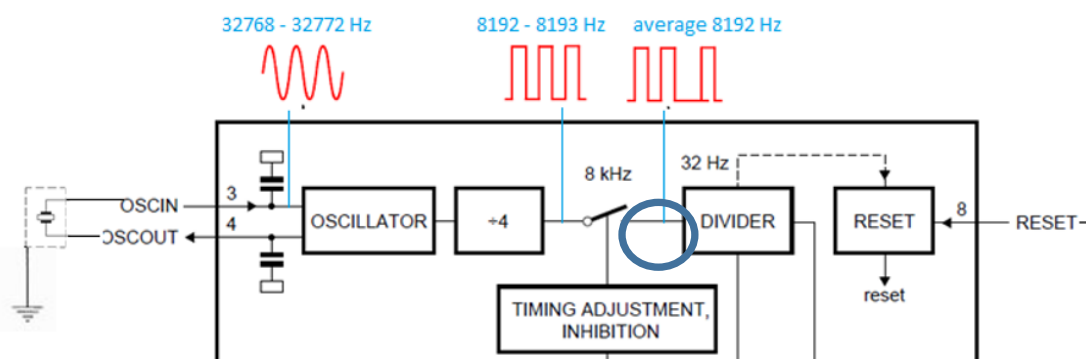 32768 - 32772 Hz
8192 - 8193 Hz
average 8192 Hz
8 kHz
32 Hz
OSCIN
3
OSCOUT
4
OSCILLATOR
÷4
DIVIDER
RESET
8
RESET
reset
TIMING ADJUSTMENT,
INHIBITION